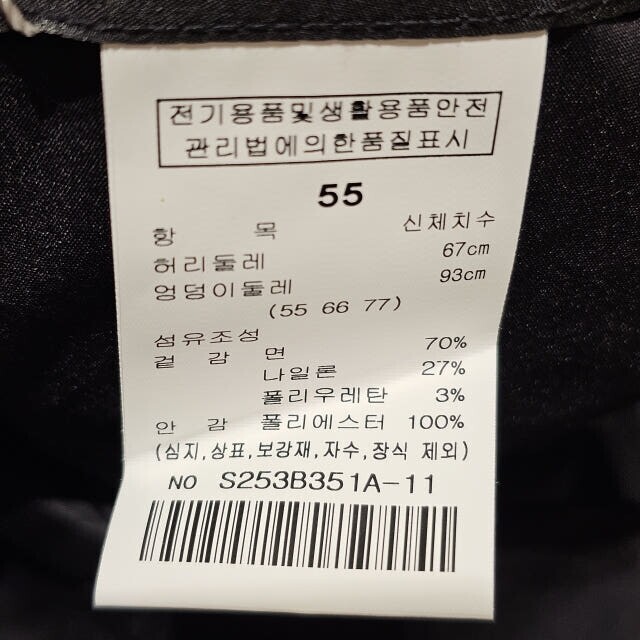 전기용품및생활용품안전
관리법에의한품질표시
55
항 목 신체치수
허리둘레 67cm
엉덩이둘레 93cm
(55 66 77)
섬유조성
겉 감 면 70%
나일론 27%
폴리우레탄 3%
안 감 폴리에스터 100%
(심지,상표,보강재,자수,장식 제외)
NO S253B351A-11